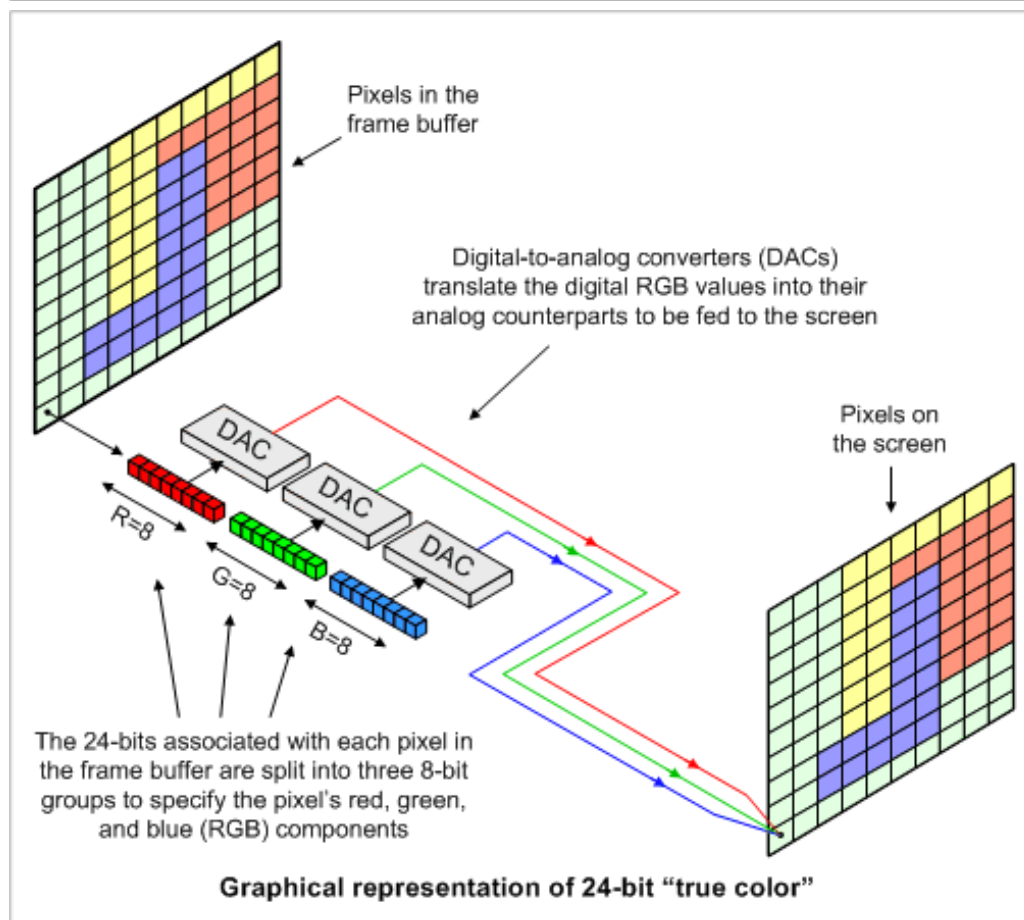 Pixels in the
frame buffer
Digital-to-analog converters (DACs)
translate the digital RGB values into their
analog counterparts to be fed to the screen
Pixels on
the screen
DAC
DAC
DAC
R=8
G=8
B=8
The 24-bits associated with each pixel in
the frame buffer are split into three 8-bit
groups to specify the pixel's red, green,
and blue (RGB) components
Graphical representation of 24-bit “true color”